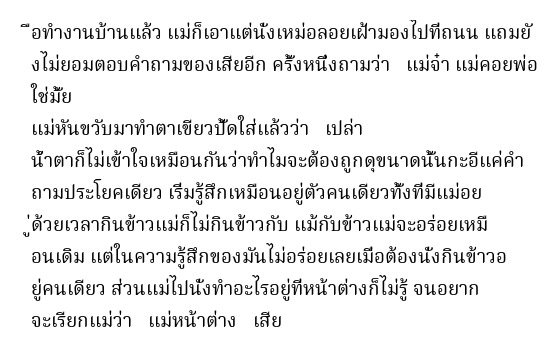 ือทำงานบ้านแล้ว แม่ก็เอาแต่นั่งเหม่อลอยเฝ้ามองไปที่ถนน แถมยั
งไม่ยอมตอบคำถามของเสียอีก ครั้งหนึ่งถามว่า   แม่จ๋า แม่คอยพ่อ
ใช่มั้ย
แม่หันขวับมาทำตาเขียวปั้ดใส่แล้วว่า   เปล่า
น้ำตาก็ไม่เข้าใจเหมือนกันว่าทำไมจะต้องถูกดุขนาดนั้นกะอีแค่คำ
ถามประโยคเดียว เริ่มรู้สึกเหมือนอยู่ตัวคนเดียวทั้งที่มีแม่อย
ู่ด้วยเวลากินข้าวแม่ก็ไม่กินข้าวกับ แม้กับข้าวแม่จะอร่อยเหมื
อนเดิม แต่ในความรู้สึกของมันไม่อร่อยเลยเมื่อต้องนั่งกินข้าวอ
ยู่คนเดียว ส่วนแม่ไปนั่งทำอะไรอยู่ที่หน้าต่างก็ไม่รู้ จนอยาก
จะเรียกแม่ว่า   แม่หน้าต่าง   เสีย